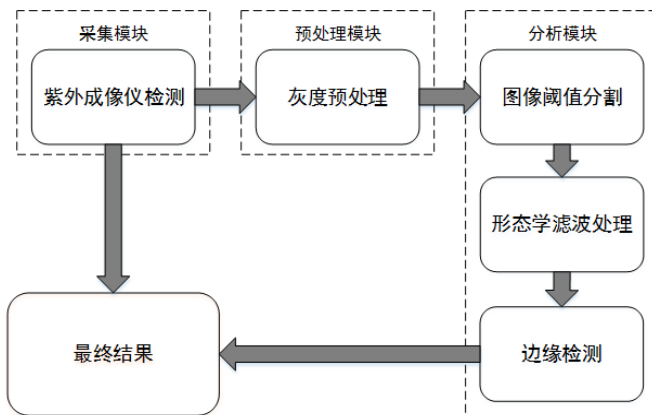 采集模块
预处理模块
分析模块
紫外成像仪检测
灰度预处理
图像阈值分割
形态学滤波处理
最终结果
边缘检测